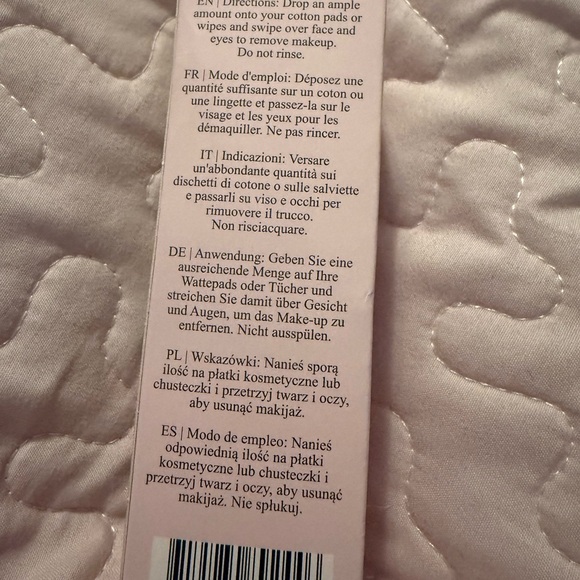 EN | Directions: Drop an ample
amount onto your cotton pads or
wipes and swipe over face and
eyes to remove makeup.
Do not rinse.
FR | Mode d'emploi: Déposez une
quantité suffisante sur un coton ou
une lingette et passez-la sur le
visage et les yeux pour les
démaquiller. Ne pas rincer.
IT | Indicazioni: Versare
un'abbondante quantità sui
dischetti di cotone o sulle salviette
e passarli su viso e occhi per
rimuovere il trucco.
Non risciacquare.
DE | Anwendung: Geben Sie eine
ausreichende Menge auf Ihre
Wattepads oder Tücher und
streichen Sie damit über Gesicht
und Augen, um das Make-up zu
entfernen. Nicht ausspülen.
PL | Wskazówki: Nanieś sporą
ilość na płatki kosmetyczne lub
chusteczki i przetrzyj twarz i oczy,
aby usunąć makijaż.
ES | Modo de empleo: Nanieś
odpowiednią ilość na płatki
kosmetyczne lub chusteczki i
przetrzyj twarz i oczy, aby usunąć
makijaż. Nie spłukuj.